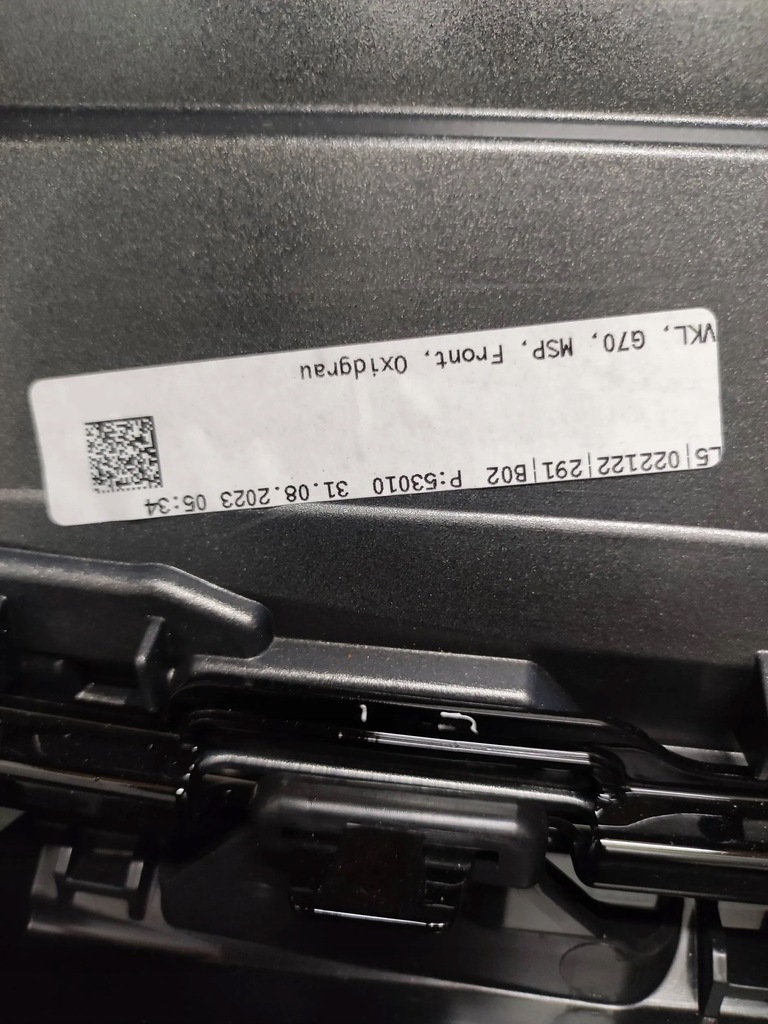 L5|022122|291|B02 P:53010 31.08.2023 05:34
VKL, G70, MSP, Front, Oxidgrau